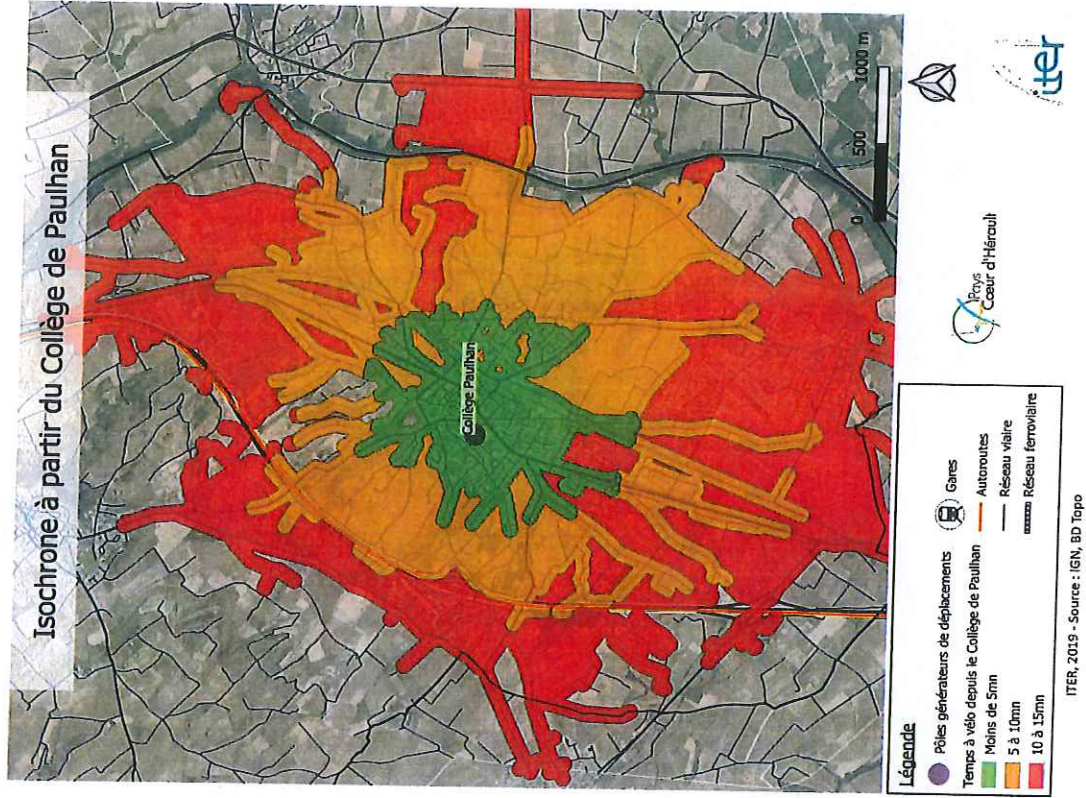 Isochrone à partir du Collège de Paulhan
Collège Paulhan
0 500 1000 m
Légende
Pôles générateurs de déplacements
Temps à vélo depuis le Collège de Paulhan
Moins de 5mn
5 à 10mn
10 à 15mn
Gares
Autoroutes
Réseau viaire
Réseau ferroviaire
Pays
Cœur d'Hérault
iter
ITER, 2019 - Source : IGN, BD Topo